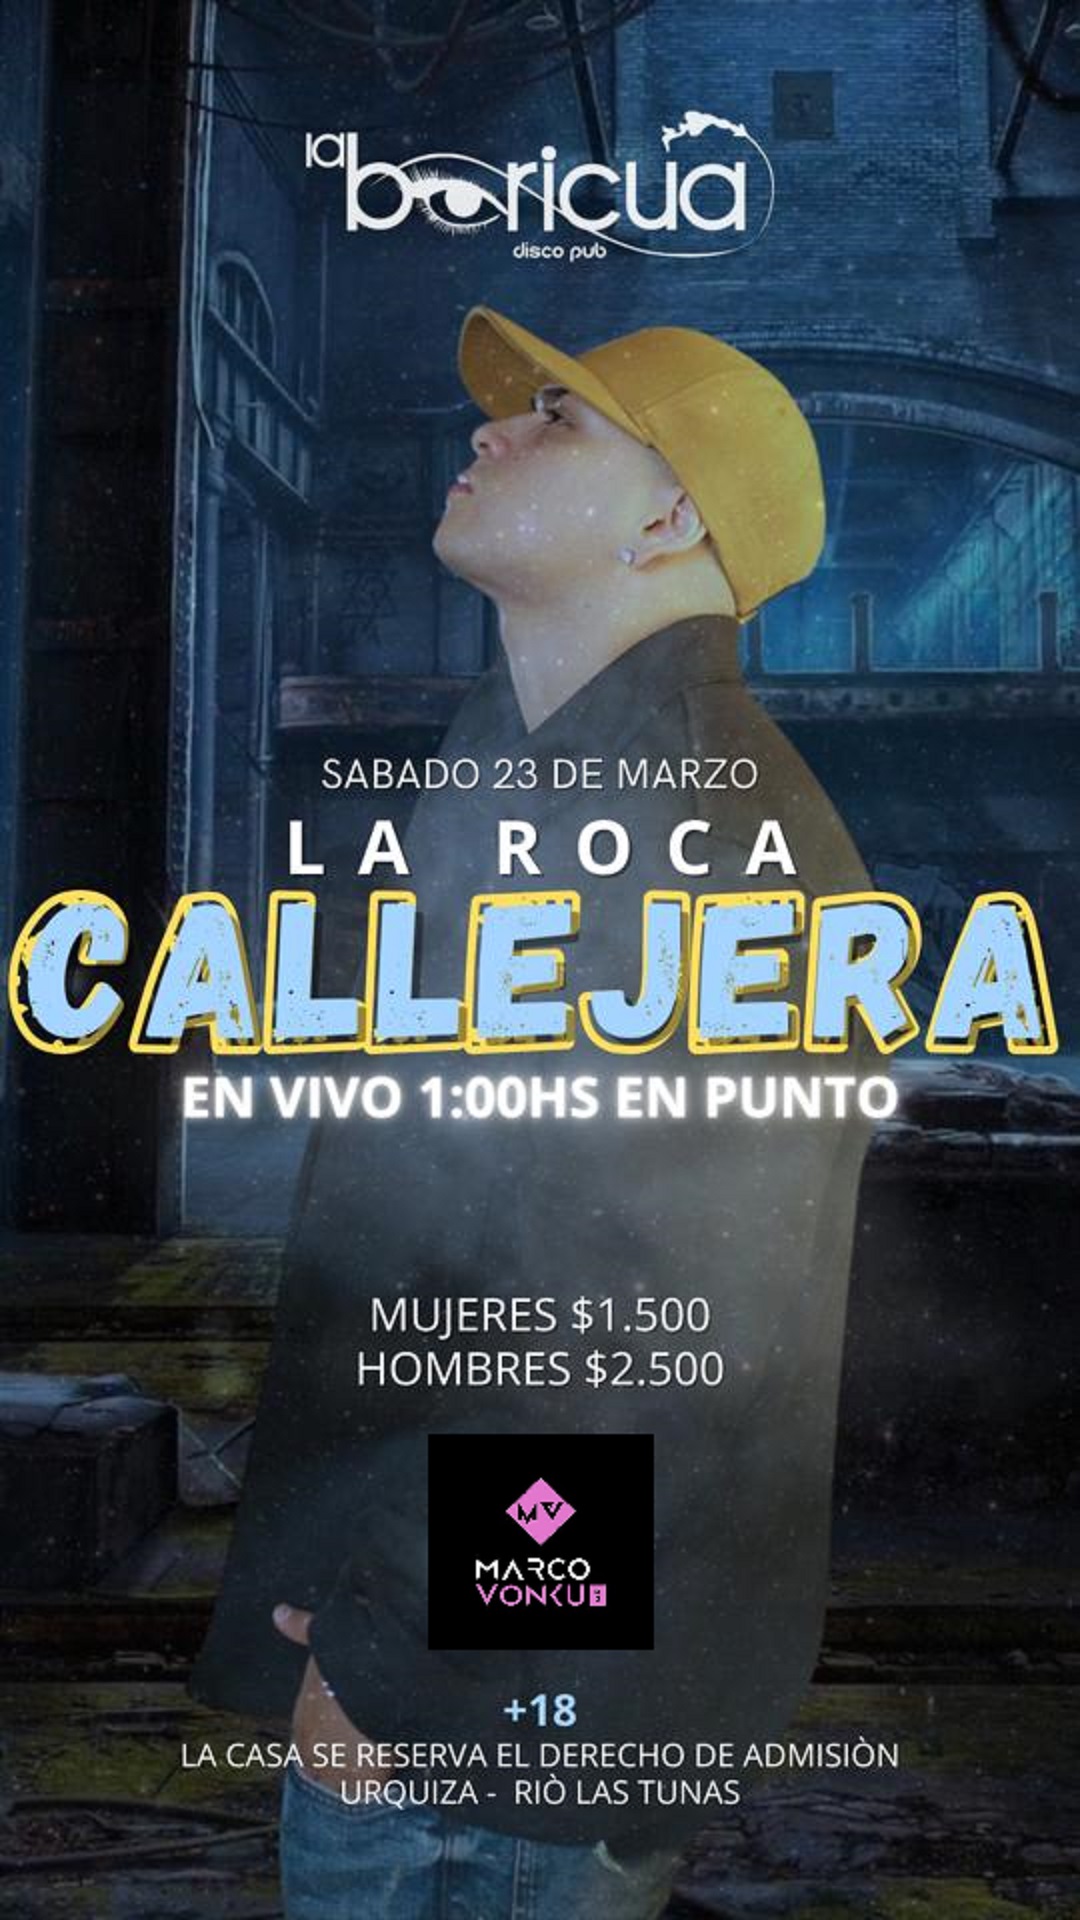 la boricua
disco pub
SABADO 23 DE MARZO
LA ROCA
CALLEJERA
EN VIVO 1:00HS EN PUNTO
MUJERES $1.500
HOMBRES $2.500
MV
MARCO
VONKU
+18
LA CASA SE RESERVA EL DERECHO DE ADMISIÒN
URQUIZA - RIÒ LAS TUNAS